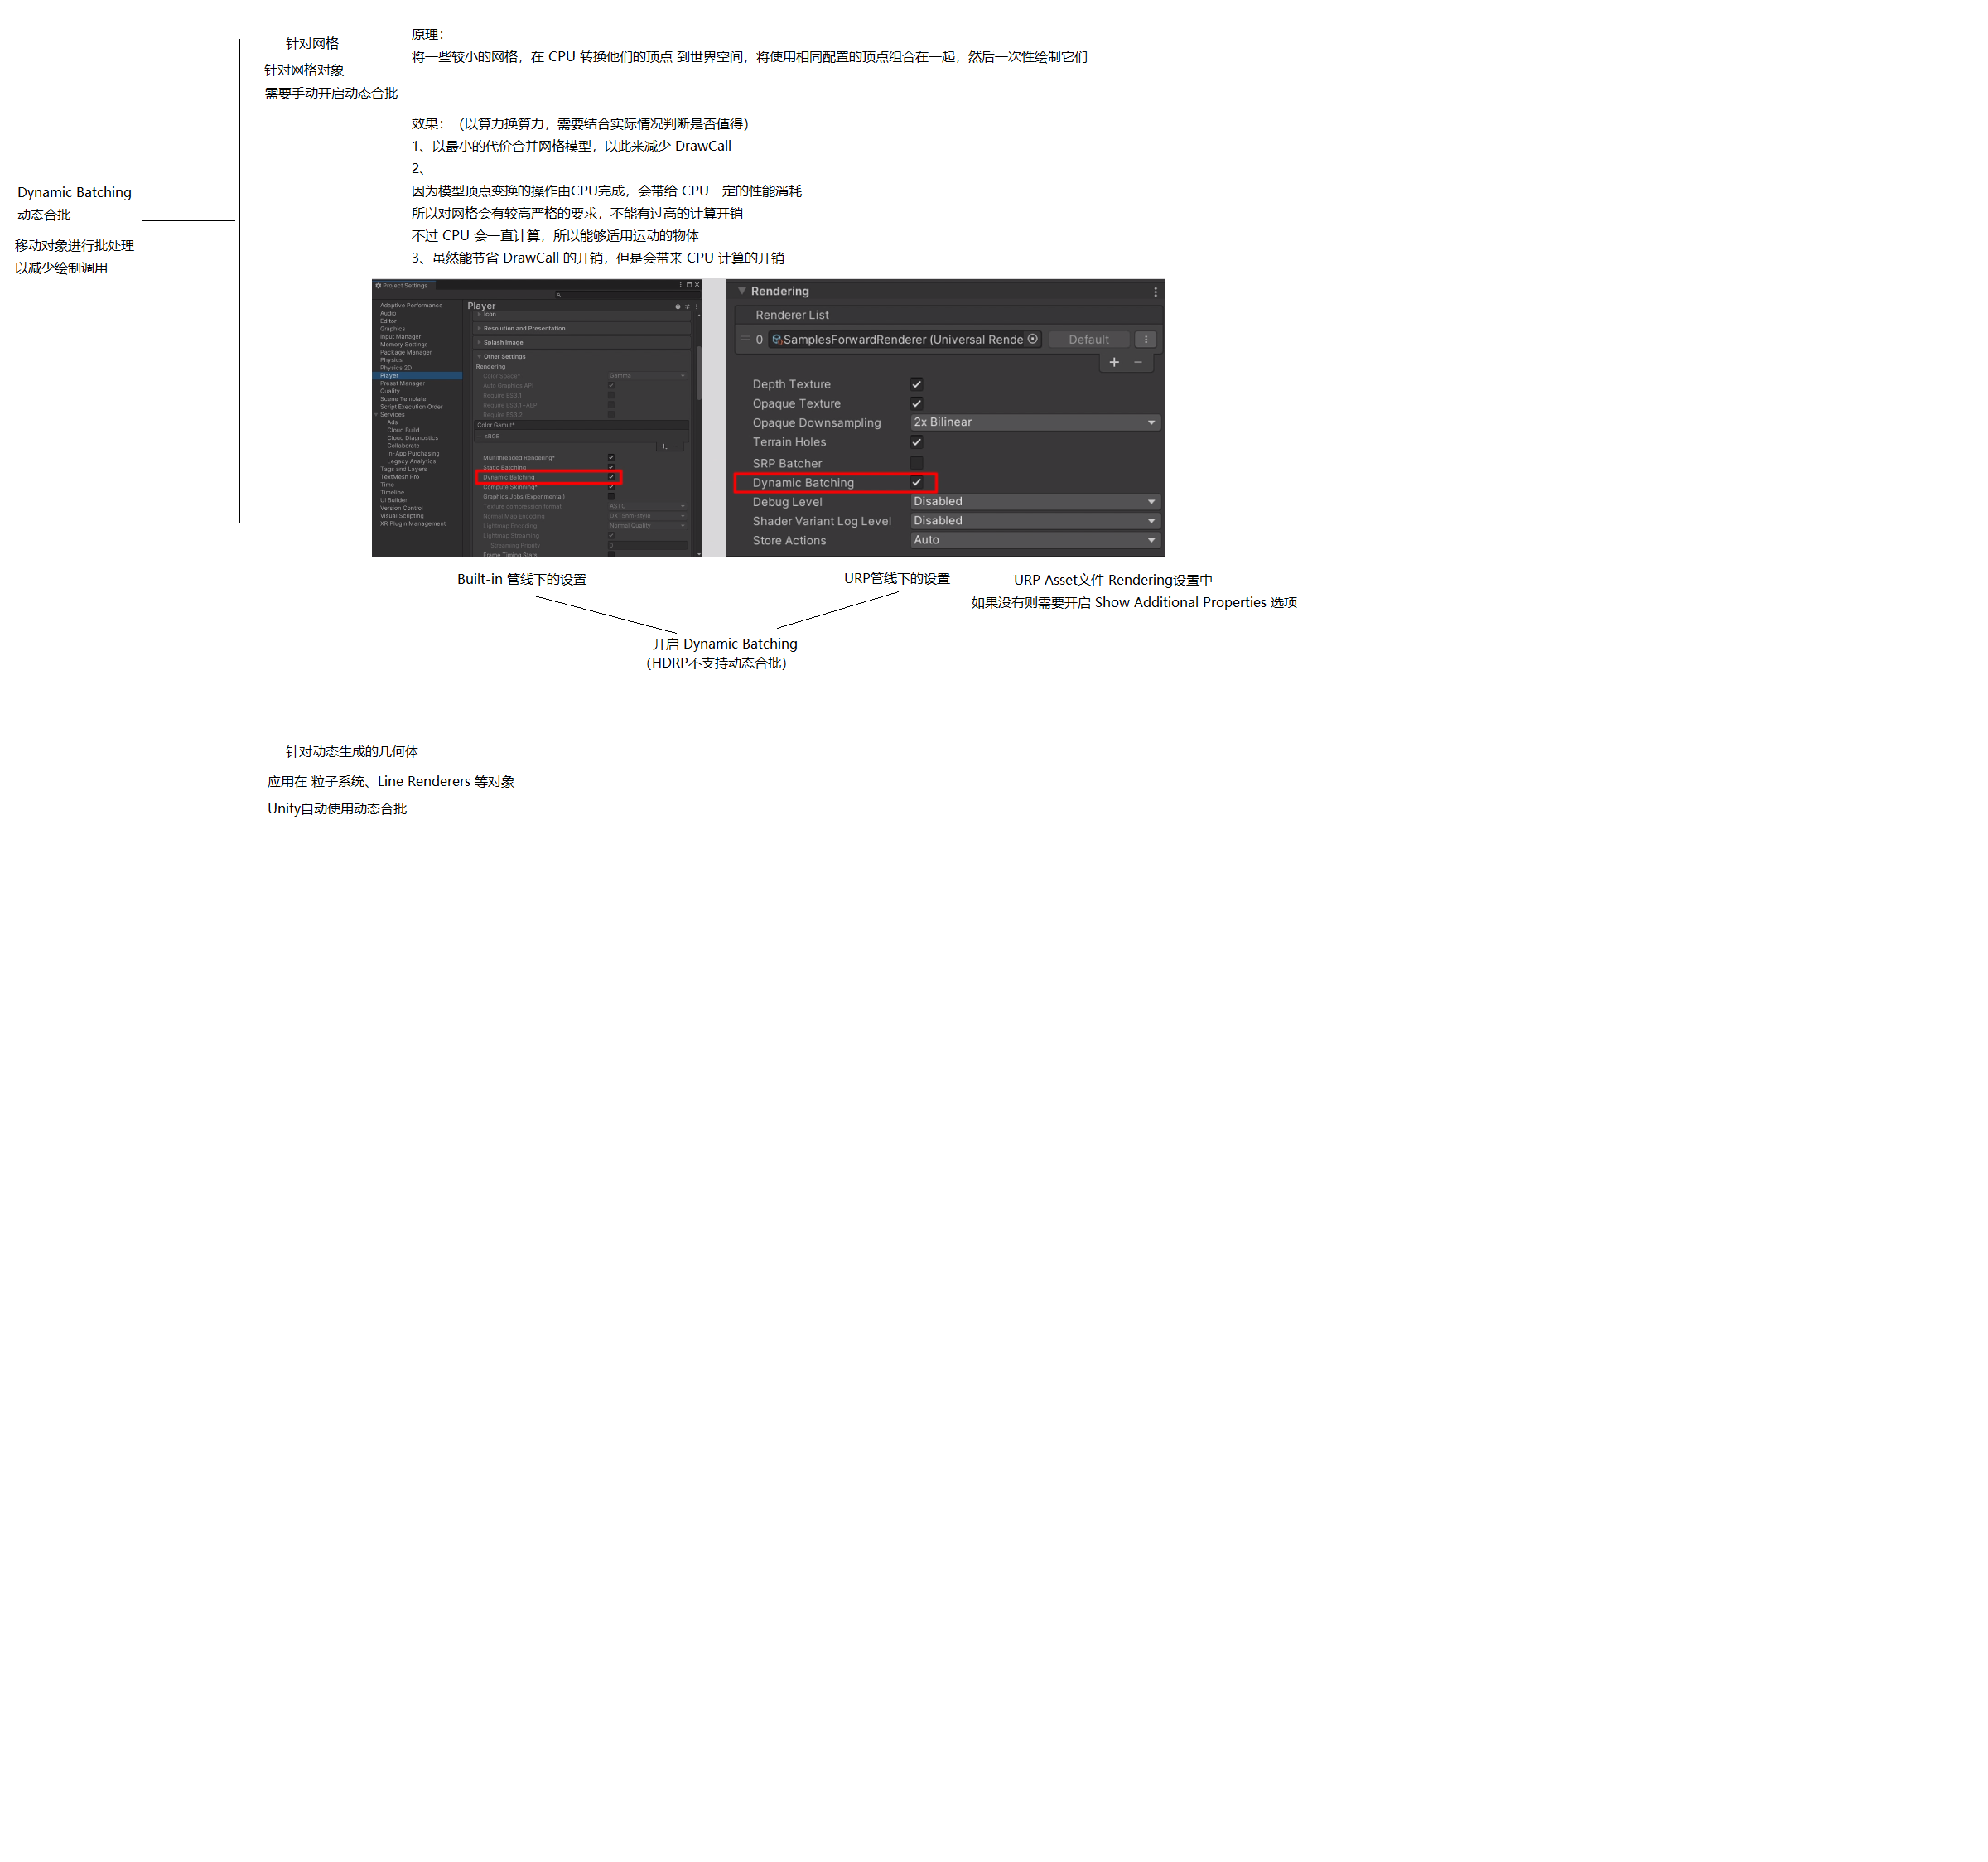 Dynamic Batching
动态合批
移动对象进行批处理
以减少绘制调用
针对网格
针对网格对象
需要手动开启动态合批
原理：
将一些较小的网格，在 CPU 转换他们的顶点 到世界空间，将使用相同配置的顶点组合在一起，然后一次性绘制它们
效果：（以算力换算力，需要结合实际情况判断是否值得）
1、以最小的代价合并网格模型，以此来减少 DrawCall
2、
因为模型顶点变换的操作由CPU完成，会带给 CPU一定的性能消耗
所以对网格会有较高严格的要求，不能有过高的计算开销
不过 CPU 会一直计算，所以能够适用运动的物体
3、虽然能节省 DrawCall 的开销，但是会带来 CPU 计算的开销
Project Settings
Adaptive Performance
Audio
Editor
Graphics
Input Manager
Memory Settings
Package Manager
Physics
Physics 2D
Player
Preset Manager
Quality
Scene Template
Script Execution Order
Services
Ads
Cloud Build
Cloud Diagnostics
Collaborate
In-App Purchasing
Legacy Analytics
Tags and Layers
TextMesh Pro
Time
Timeline
UI Builder
Version Control
Visual Scripting
XR Plugin Management
Player
Icon
Resolution and Presentation
Splash Image
Other Settings
Rendering
Color Space* Gamma
Auto Graphics API
Require ES3.1
Require ES3.1+AEP
Require ES3.2
Color Gamut*
sRGB
Multithreaded Rendering*
Static Batching
Dynamic Batching
Compute Skinning*
Graphics Jobs (Experimental)
Texture compression format ASTC
Normal Map Encoding DXT5nm-style
Lightmap Encoding Normal Quality
Lightmap Streaming
Streaming Priority 0
Frame Timing Stats
Rendering
Renderer List
0 SamplesForwardRenderer (Universal Rende Default
Depth Texture
Opaque Texture
Opaque Downsampling 2x Bilinear
Terrain Holes
SRP Batcher
Dynamic Batching
Debug Level Disabled
Shader Variant Log Level Disabled
Store Actions Auto
Built-in 管线下的设置
URP管线下的设置
URP Asset文件 Rendering设置中
如果没有则需要开启 Show Additional Properties 选项
开启 Dynamic Batching
（HDRP不支持动态合批）
针对动态生成的几何体
应用在 粒子系统、Line Renderers 等对象
Unity自动使用动态合批